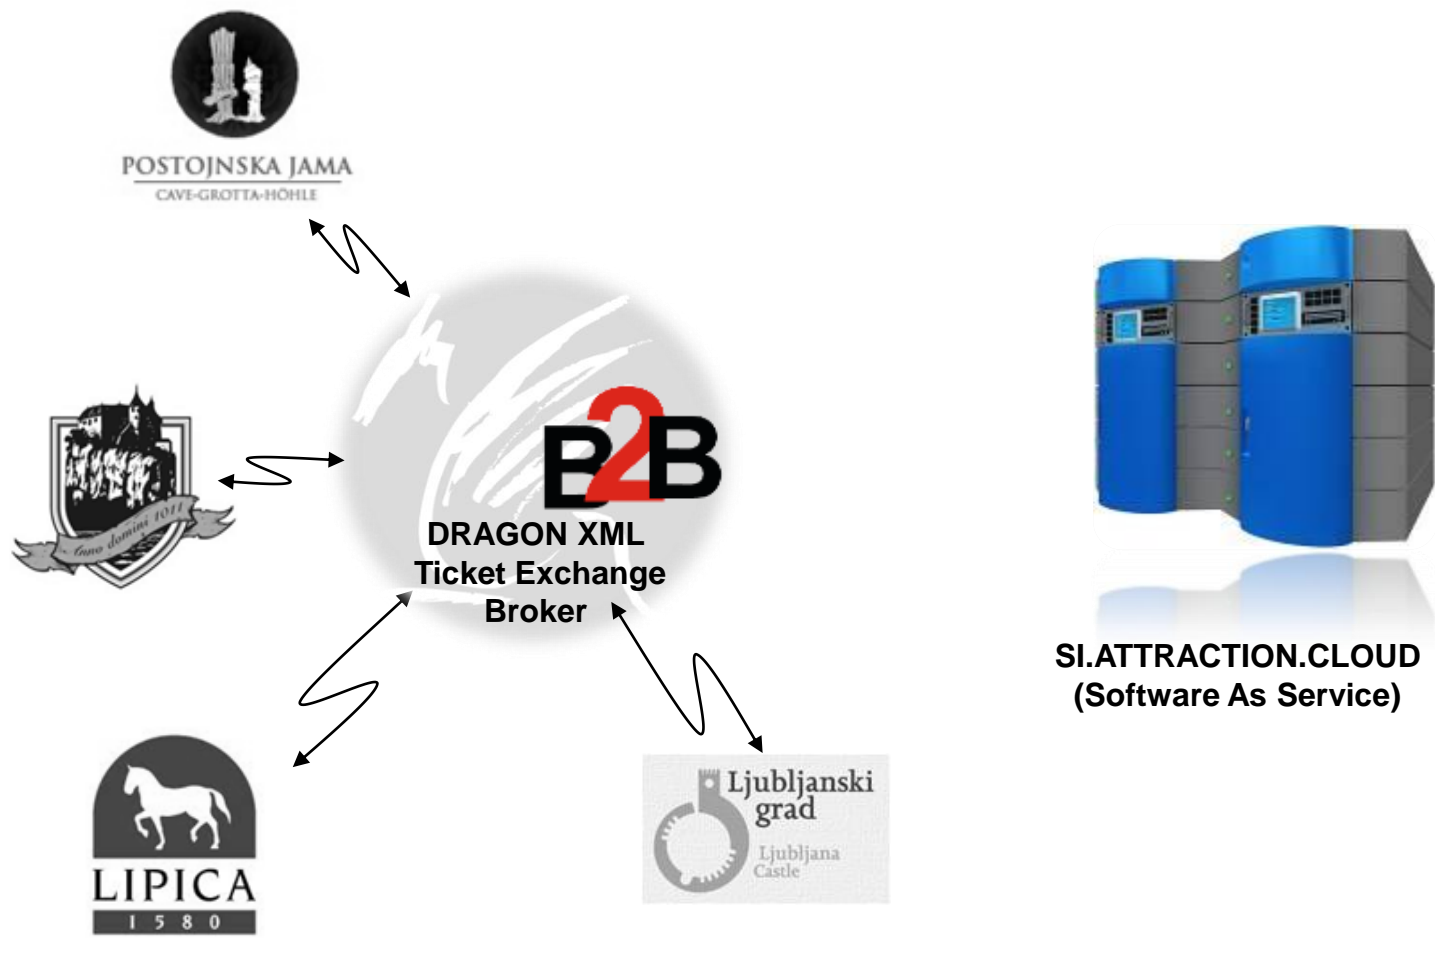 POSTOJNSKA JAMA
CAVE-GROTTA-HÖHLE
Anno domini 1011
B2B
DRAGON XML
Ticket Exchange
Broker
SI.ATTRACTION.CLOUD
(Software As Service)
LIPICA
1580
Ljubljanski
grad
Ljubljana
Castle